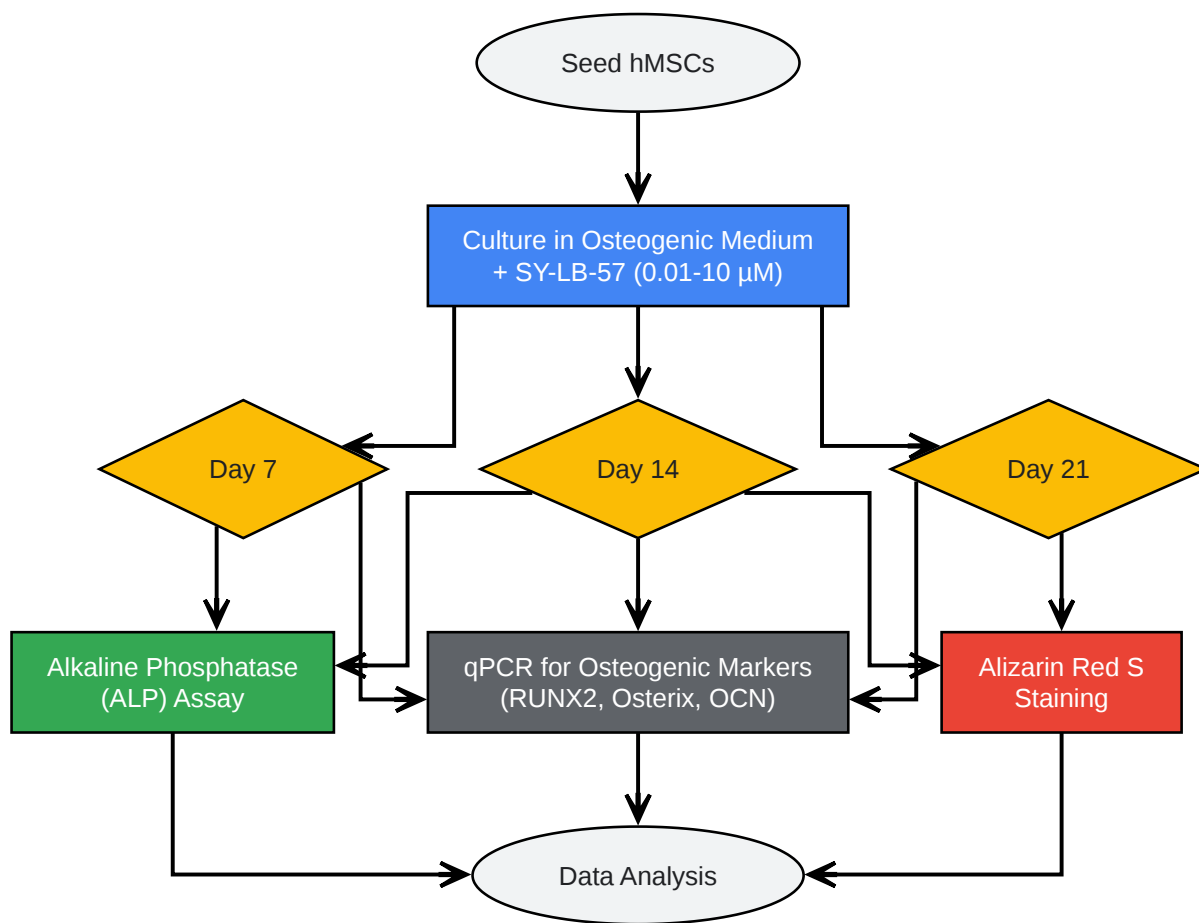 Seed hMSCs
Culture in Osteogenic Medium
+ SY-LB-57 (0.01-10 µM)
Day 7
Day 14
Day 21
Alkaline Phosphatase
(ALP) Assay
qPCR for Osteogenic Markers
(RUNX2, Osterix, OCN)
Alizarin Red S
Staining
Data Analysis